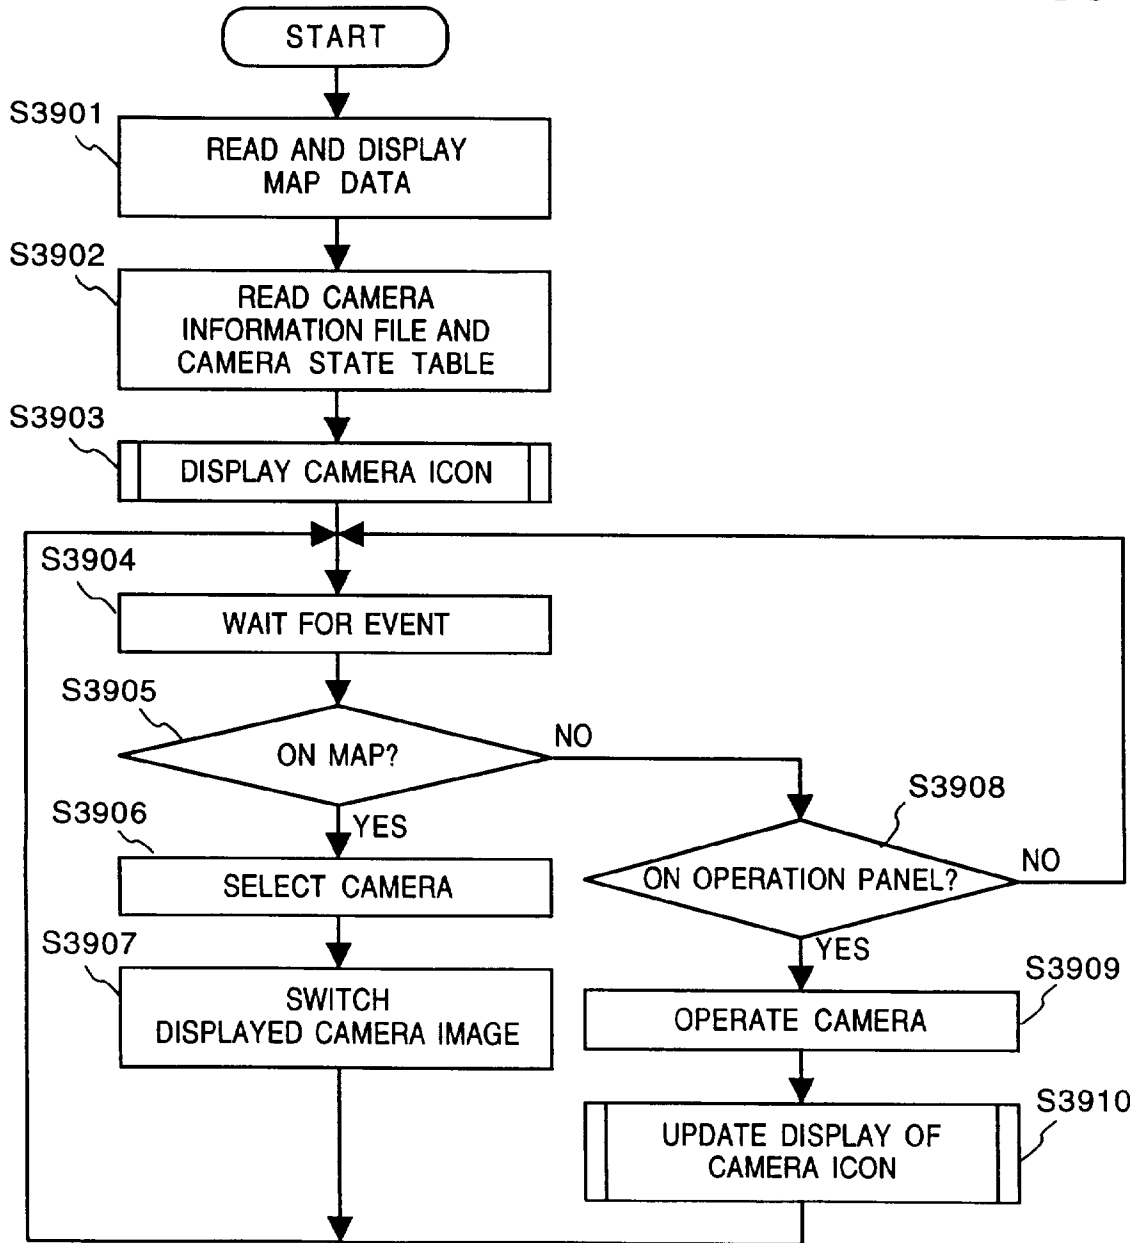 START
S3901
READ AND DISPLAY
MAP DATA
S3902
READ CAMERA
INFORMATION FILE AND
CAMERA STATE TABLE
S3903
DISPLAY CAMERA ICON
S3904
WAIT FOR EVENT
S3905
ON MAP?
NO
YES
S3906
SELECT CAMERA
S3907
SWITCH
DISPLAYED CAMERA IMAGE
S3908
ON OPERATION PANEL?
NO
YES
S3909
OPERATE CAMERA
S3910
UPDATE DISPLAY OF
CAMERA ICON